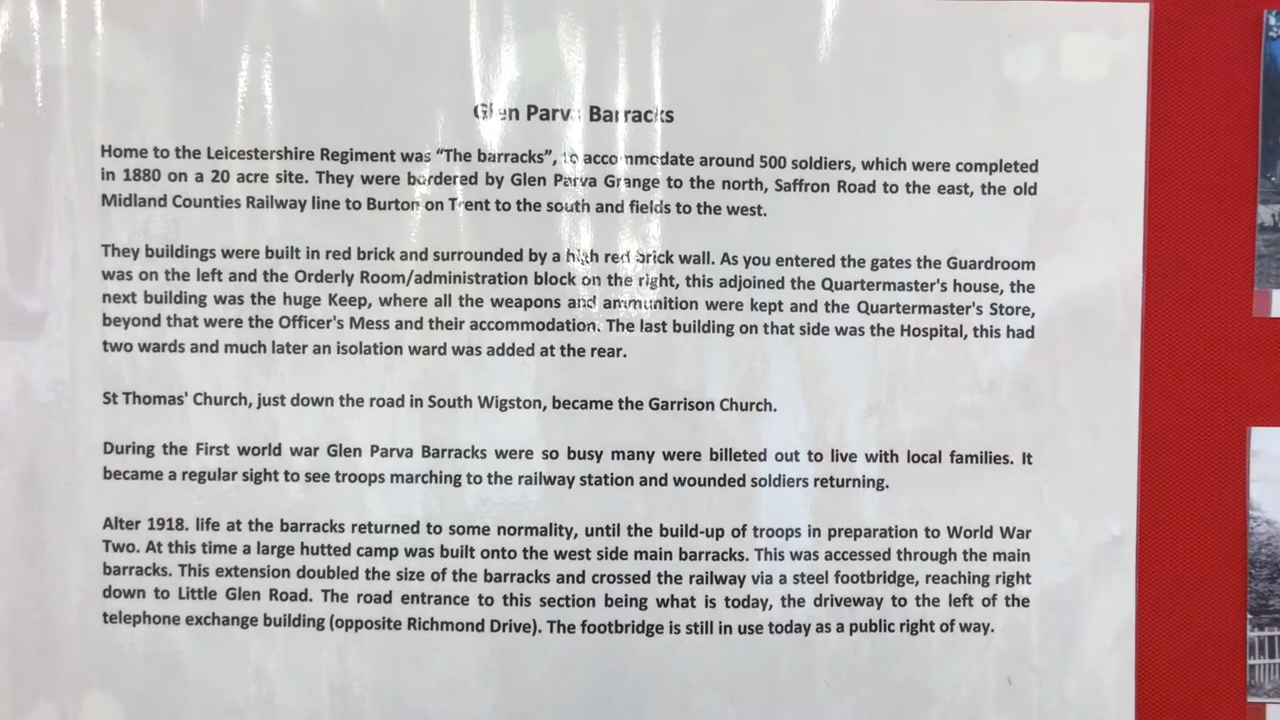 Glen Parva Barracks
Home to the Leicestershire Regiment was “The barracks”, to accommodate around 500 soldiers, which were completed
in 1880 on a 20 acre site. They were bordered by Glen Parva Grange to the north, Saffron Road to the east, the old
Midland Counties Railway line to Burton on Trent to the south and fields to the west.
They buildings were built in red brick and surrounded by a high red brick wall. As you entered the gates the Guardroom
was on the left and the Orderly Room/administration block on the right, this adjoined the Quartermaster's house, the
next building was the huge Keep, where all the weapons and ammunition were kept and the Quartermaster's Store,
beyond that were the Officer's Mess and their accommodation. The last building on that side was the Hospital, this had
two wards and much later an isolation ward was added at the rear.
St Thomas' Church, just down the road in South Wigston, became the Garrison Church.
During the First world war Glen Parva Barracks were so busy many were billeted out to live with local families. It
became a regular sight to see troops marching to the railway station and wounded soldiers returning.
Alter 1918. life at the barracks returned to some normality, until the build-up of troops in preparation to World War
Two. At this time a large hutted camp was built onto the west side main barracks. This was accessed through the main
barracks. This extension doubled the size of the barracks and crossed the railway via a steel footbridge, reaching right
down to Little Glen Road. The road entrance to this section being what is today, the driveway to the left of the
telephone exchange building (opposite Richmond Drive). The footbridge is still in use today as a public right of way.